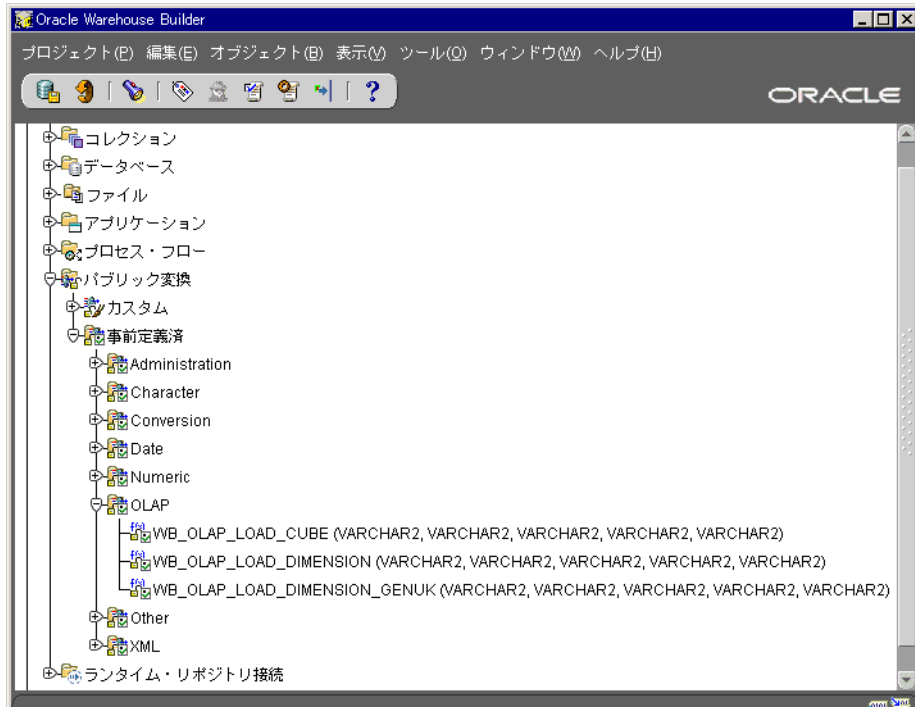 Oracle Warehouse Builder
プロジェクト(P) 編集(E) オブジェクト(B) 表示(V) ツール(O) ウィンドウ(W) ヘルプ(H)
ORACLE
コレクション
データベース
ファイル
アプリケーション
プロセス・フロー
パブリック変換
カスタム
事前定義済
Administration
Character
Conversion
Date
Numeric
OLAP
WB_OLAP_LOAD_CUBE (VARCHAR2, VARCHAR2, VARCHAR2, VARCHAR2, VARCHAR2)
WB_OLAP_LOAD_DIMENSION (VARCHAR2, VARCHAR2, VARCHAR2, VARCHAR2, VARCHAR2)
WB_OLAP_LOAD_DIMENSION_GENUK (VARCHAR2, VARCHAR2, VARCHAR2, VARCHAR2, VARCHAR2)
Other
XML
ランタイム・リポジトリ接続